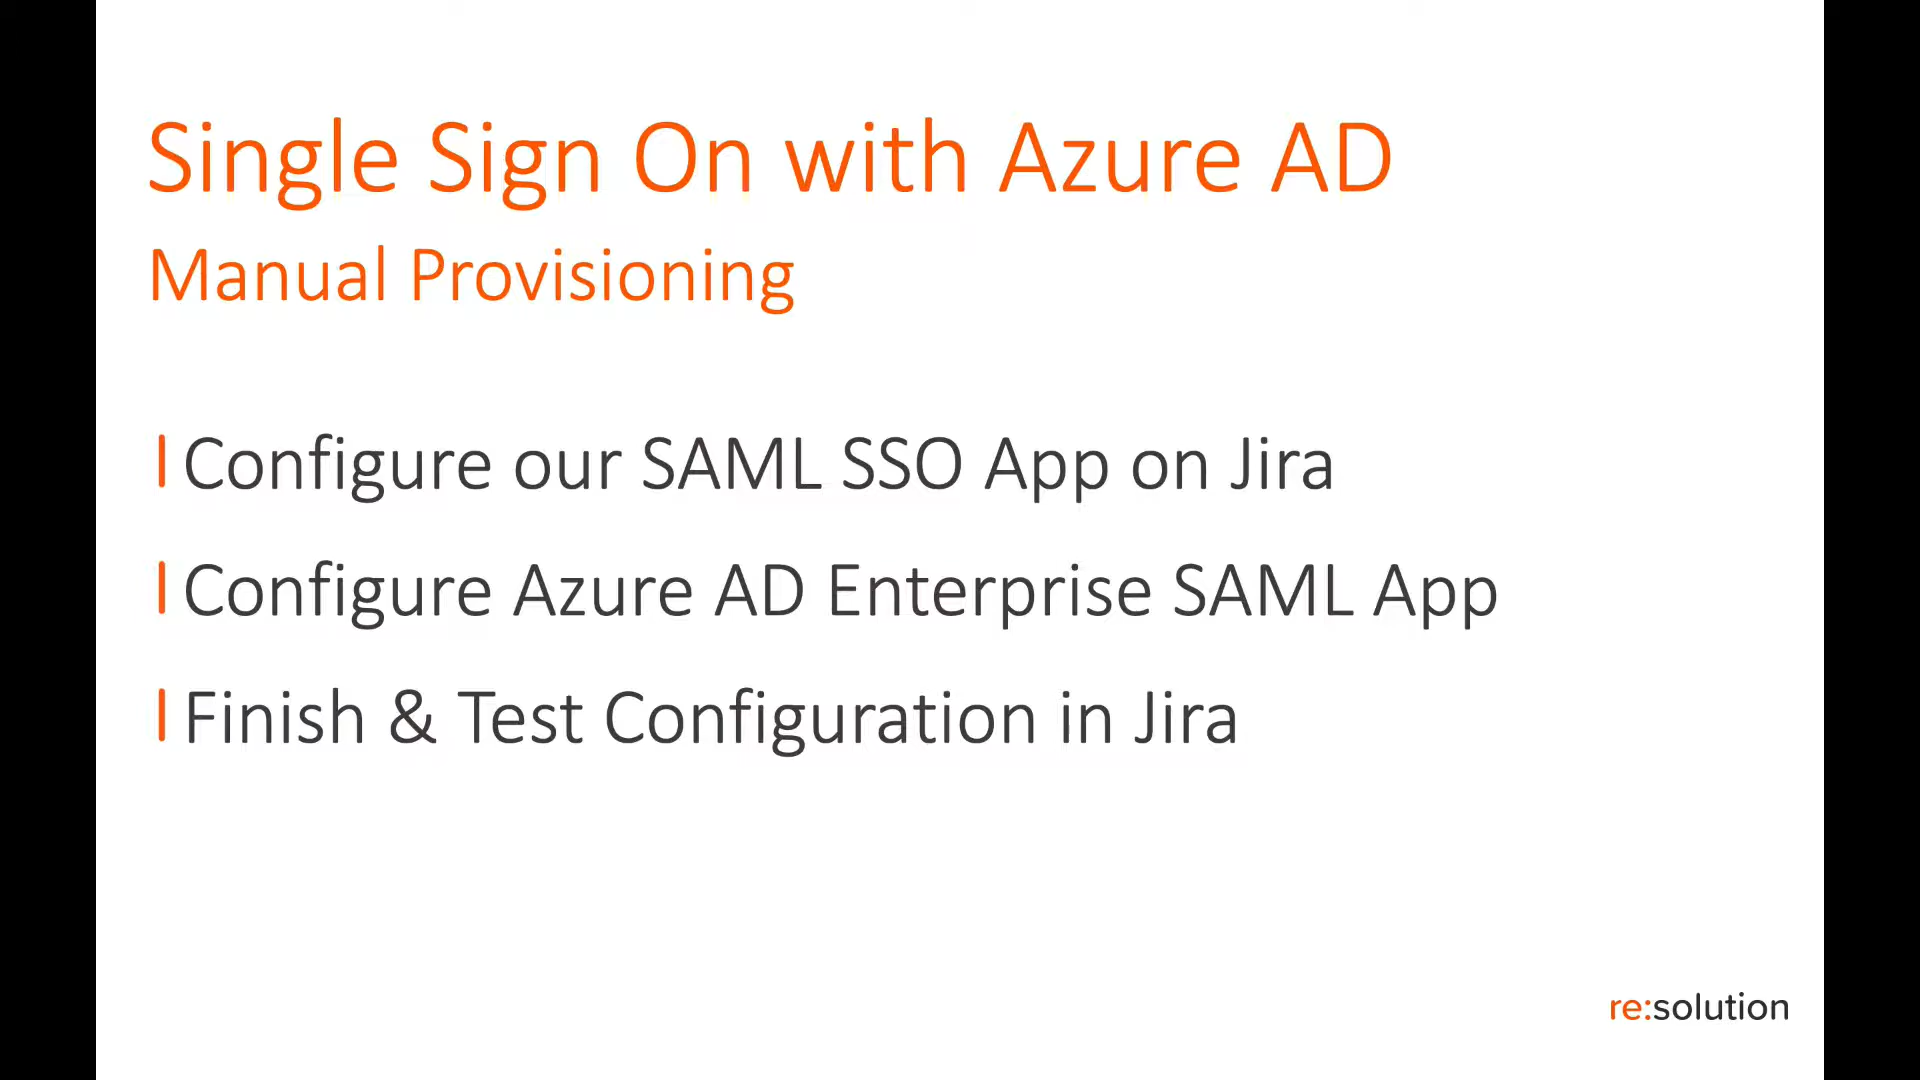 Single Sign On with Azure AD
Manual Provisioning
Configure our SAML SSO App on Jira
Configure Azure AD Enterprise SAML App
Finish & Test Configuration in Jira
re:solution